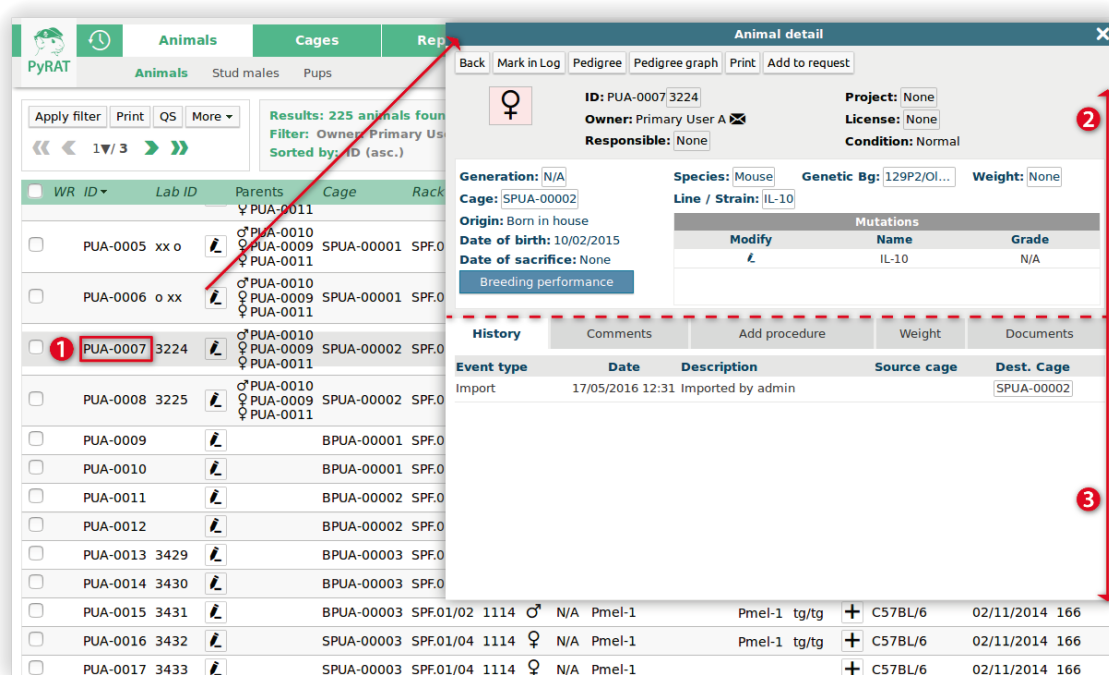 PyRAT
Animals Cages Rep
Animals Stud males Pups
Apply filter Print QS More
1 / 3
Results: 225 animals foun
Filter: Owner: Primary Us
Sorted by: ID (asc.)
WR ID Lab ID Parents Cage Rack
♀ PUA-0011
♂ PUA-0010
PUA-0005 xx o ♀ PUA-0009 SPUA-00001 SPF.0
♀ PUA-0011
♂ PUA-0010
PUA-0006 o xx ♀ PUA-0009 SPUA-00001 SPF.0
♀ PUA-0011
♂ PUA-0010
1 PUA-0007 3224 ♀ PUA-0009 SPUA-00002 SPF.0
♀ PUA-0011
♂ PUA-0010
PUA-0008 3225 ♀ PUA-0009 SPUA-00002 SPF.0
♀ PUA-0011
PUA-0009 BPUA-00001 SPF.0
PUA-0010 BPUA-00001 SPF.0
PUA-0011 BPUA-00002 SPF.0
PUA-0012 BPUA-00002 SPF.0
PUA-0013 3429 BPUA-00003 SPF.0
PUA-0014 3430 BPUA-00003 SPF.0
PUA-0015 3431 BPUA-00003 SPF.01/02 1114 ♂ N/A Pmel-1 Pmel-1 tg/tg + C57BL/6 02/11/2014 166
PUA-0016 3432 SPUA-00003 SPF.01/04 1114 ♀ N/A Pmel-1 Pmel-1 tg/tg + C57BL/6 02/11/2014 166
PUA-0017 3433 SPUA-00003 SPF.01/04 1114 ♀ N/A Pmel-1 + C57BL/6 02/11/2014 166
Animal detail
Back Mark in Log Pedigree Pedigree graph Print Add to request
♀ ID: PUA-0007 3224 Project: None
Owner: Primary User A License: None 2
Responsible: None Condition: Normal
Generation: N/A Species: Mouse Genetic Bg: 129P2/Ol... Weight: None
Cage: SPUA-00002 Line / Strain: IL-10
Origin: Born in house Mutations
Date of birth: 10/02/2015 Modify Name Grade
Date of sacrifice: None IL-10 N/A
Breeding performance
History Comments Add procedure Weight Documents
Event type Date Description Source cage Dest. Cage
Import 17/05/2016 12:31 Imported by admin SPUA-00002
3